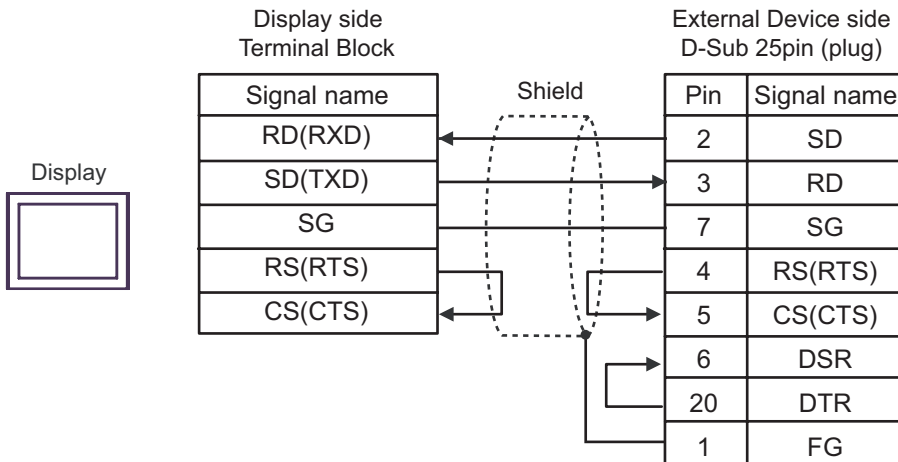 Display side
Terminal Block
External Device side
D-Sub 25pin (plug)
Display
Shield
Signal name
RD(RXD)
SD(TXD)
SG
RS(RTS)
CS(CTS)
Pin Signal name
2 SD
3 RD
7 SG
4 RS(RTS)
5 CS(CTS)
6 DSR
20 DTR
1 FG